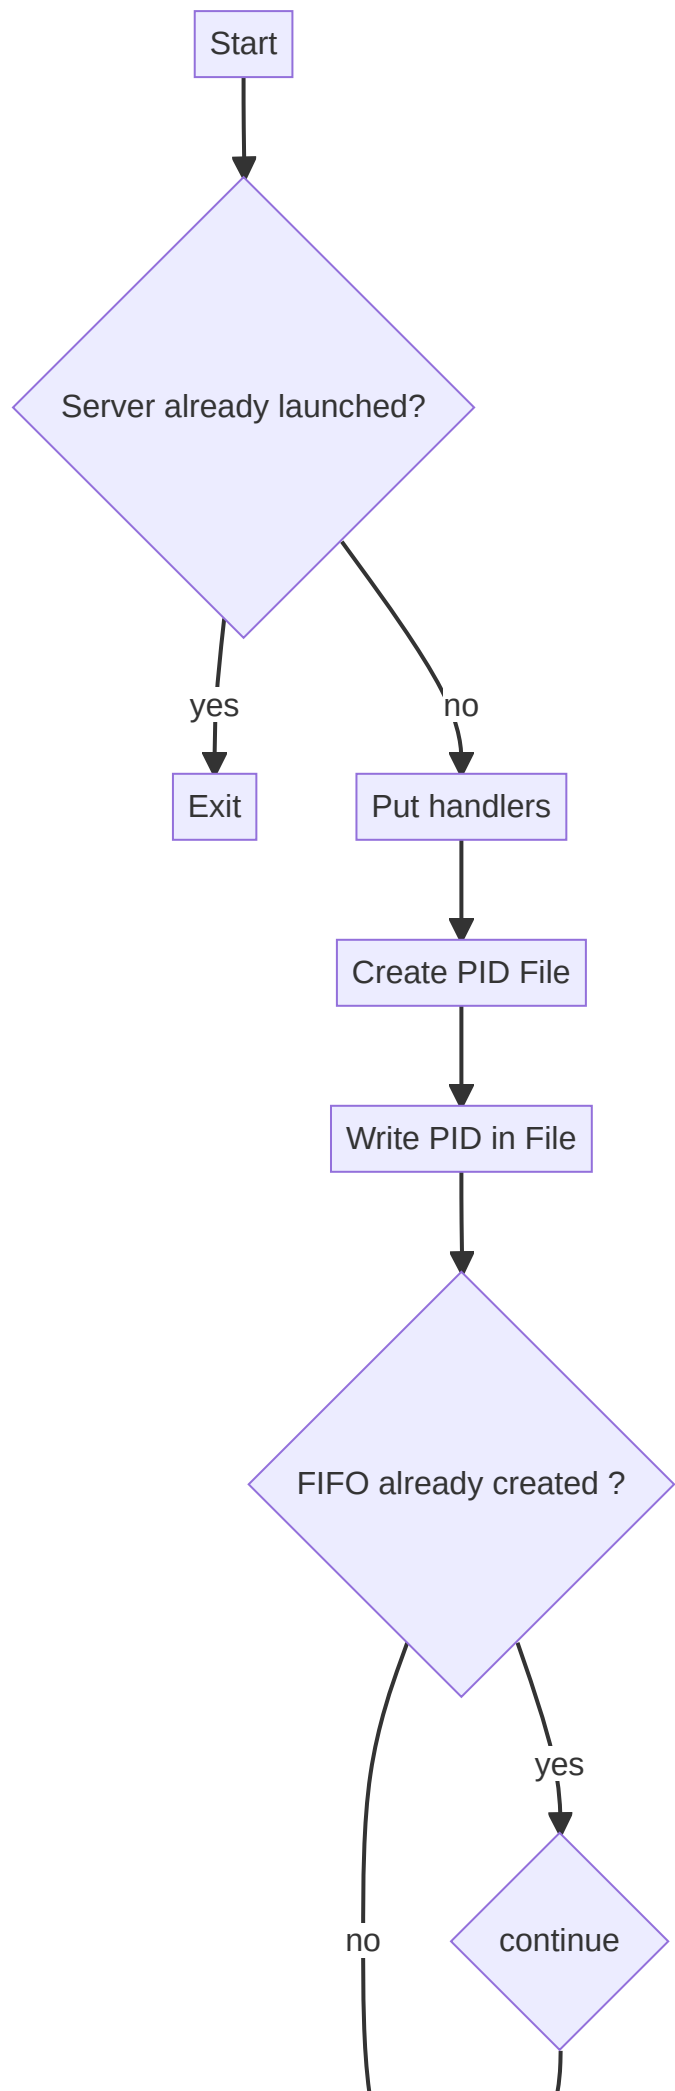 Start
Server already launched?
yes
no
Exit
Put handlers
Create PID File
Write PID in File
FIFO already created ?
yes
no
continue